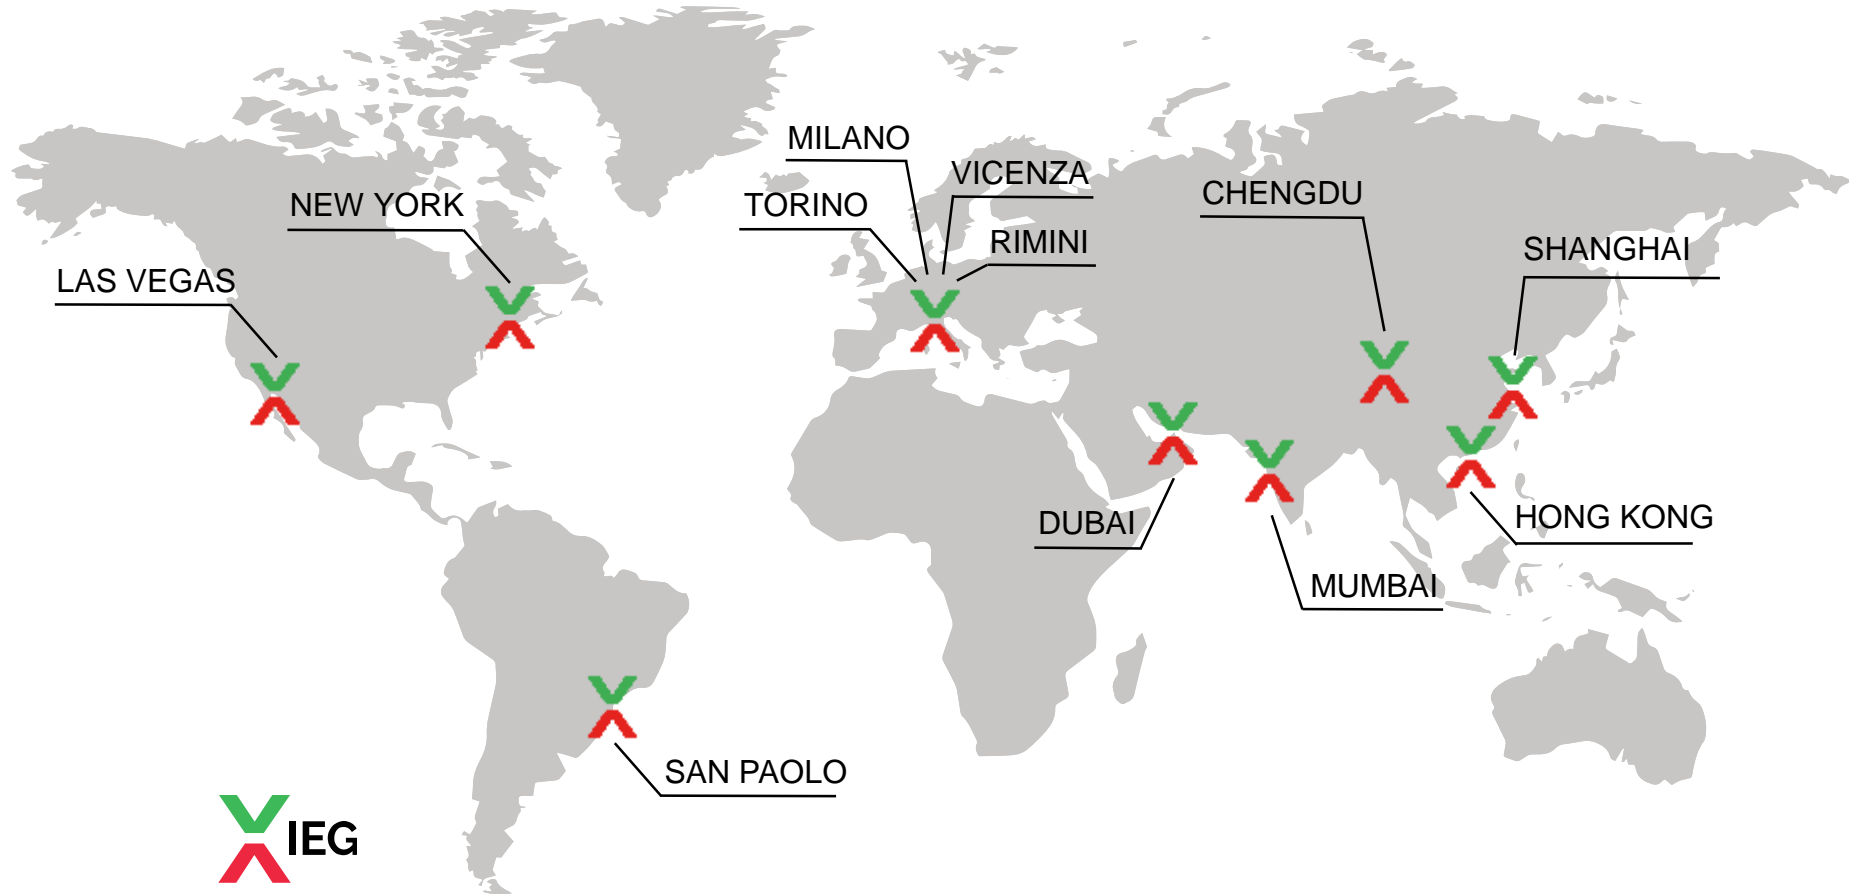 MILANO
VICENZA
CHENGDU
NEW YORK
TORINO
RIMINI
SHANGHAI
LAS VEGAS
DUBAI
HONG KONG
MUMBAI
SAN PAOLO
IEG